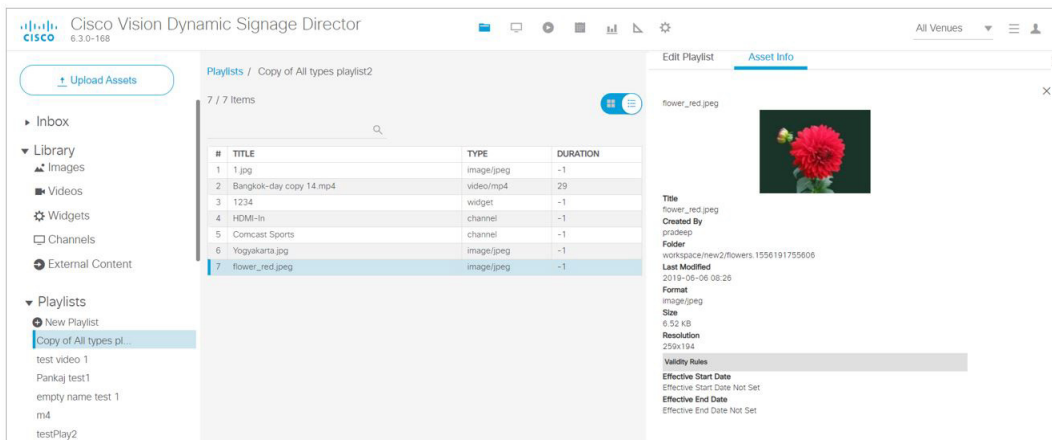 CISCO
Cisco Vision Dynamic Signage Director
6.3.0-168
All Venues
Upload Assets
Inbox
Library
Images
Videos
Widgets
Channels
External Content
Playlists
New Playlist
Copy of All types pl...
test video 1
Pankaj test1
empty name test 1
m4
testPlay2
Playlists / Copy of All types playlist2
7 / 7 Items
# TITLE TYPE DURATION
1 1.jpg image/jpeg -1
2 Bangkok-day copy 14.mp4 video/mp4 29
3 1234 widget -1
4 HDMI-In channel -1
5 Comcast Sports channel -1
6 Yogyakarta.jpg image/jpeg -1
7 flower_red.jpeg image/jpeg -1
Edit Playlist Asset Info
flower_red.jpeg
Title
flower_red.jpeg
Created By
pradeep
Folder
workspace/new2/flowers.1556191755606
Last Modified
2019-06-06 08:26
Format
image/jpeg
Size
6.52 KB
Resolution
259x194
Validity Rules
Effective Start Date
Effective Start Date Not Set
Effective End Date
Effective End Date Not Set